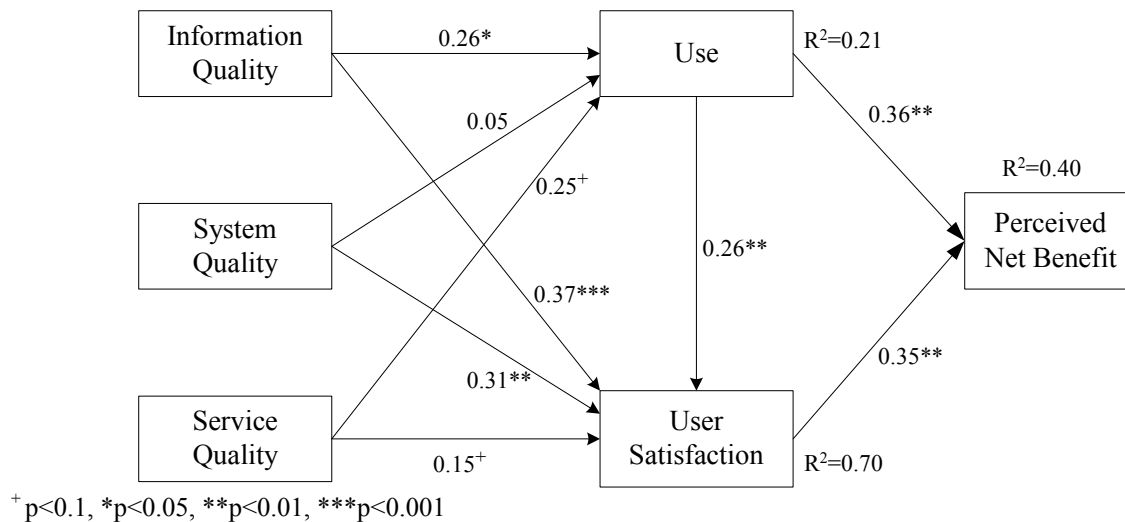 Information
Quality
0.26*
Use
R²=0.21
0.05
0.36**
0.25⁺
R²=0.40
System
Quality
Perceived
Net Benefit
0.26**
0.37***
0.31**
0.35**
Service
Quality
User
Satisfaction
0.15⁺
R²=0.70
⁺ p<0.1, *p<0.05, **p<0.01, ***p<0.001